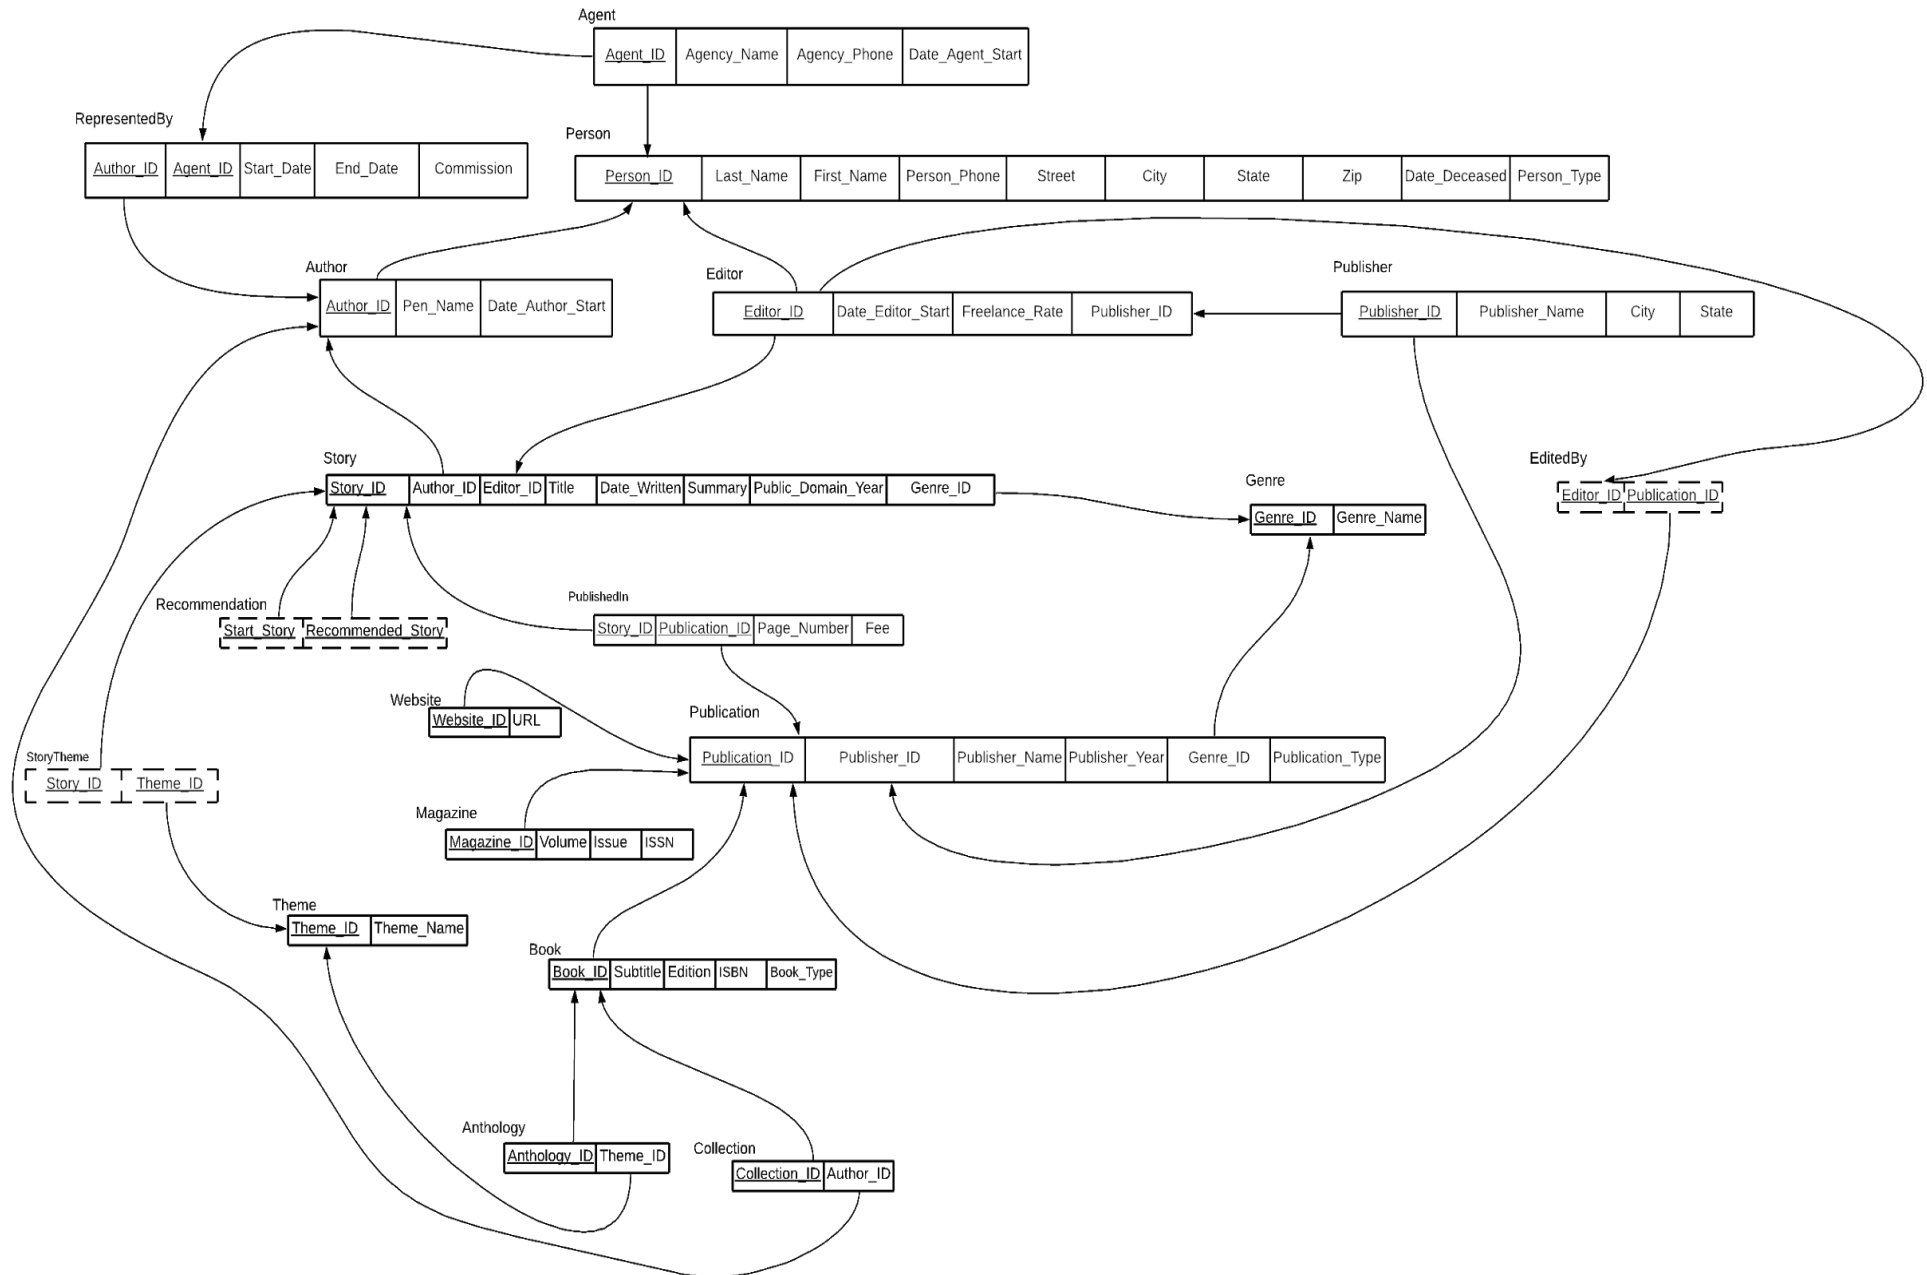 Agent
Agent_ID Agency_Name Agency_Phone Date_Agent_Start
RepresentedBy
Author_ID Agent_ID Start_Date End_Date Commission
Person
Person_ID Last_Name First_Name Person_Phone Street City State Zip Date_Deceased Person_Type
Author
Author_ID Pen_Name Date_Author_Start
Editor
Editor_ID Date_Editor_Start Freelance_Rate Publisher_ID
Publisher
Publisher_ID Publisher_Name City State
Story
Story_ID Author_ID Editor_ID Title Date_Written Summary Public_Domain_Year Genre_ID
Genre
Genre_ID Genre_Name
EditedBy
Editor_ID Publication_ID
Recommendation
Start_Story Recommended_Story
PublishedIn
Story_ID Publication_ID Page_Number Fee
Website
Website_ID URL
Publication
Publication_ID Publisher_ID Publisher_Name Publisher_Year Genre_ID Publication_Type
StoryTheme
Story_ID Theme_ID
Magazine
Magazine_ID Volume Issue ISSN
Theme
Theme_ID Theme_Name
Book
Book_ID Subtitle Edition ISBN Book_Type
Anthology
Anthology_ID Theme_ID
Collection
Collection_ID Author_ID